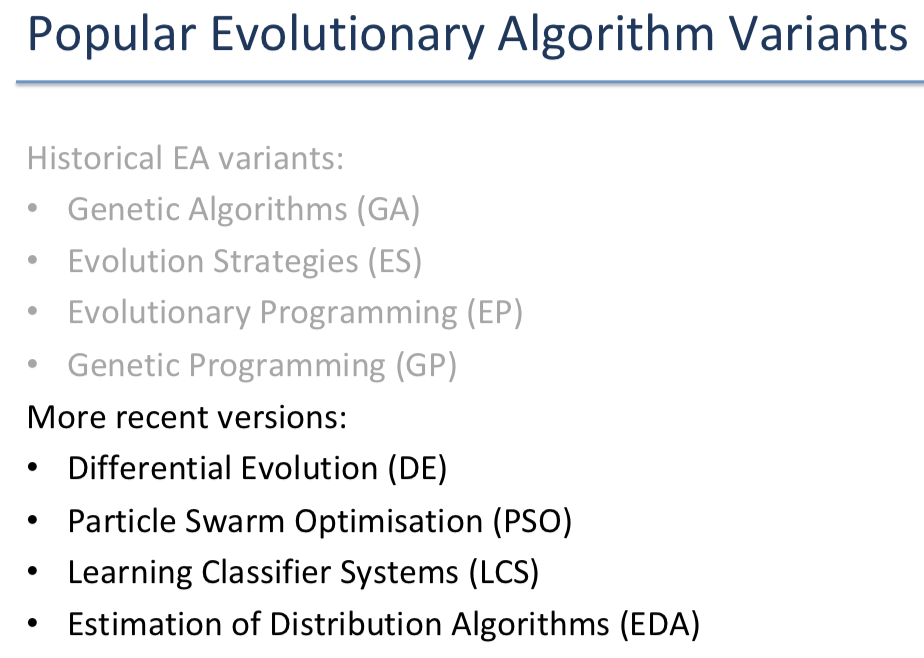 Popular Evolutionary Algorithm Variants
Historical EA variants:
• Genetic Algorithms (GA)
• Evolution Strategies (ES)
• Evolutionary Programming (EP)
• Genetic Programming (GP)
More recent versions:
• Differential Evolution (DE)
• Particle Swarm Optimisation (PSO)
• Learning Classifier Systems (LCS)
• Estimation of Distribution Algorithms (EDA)